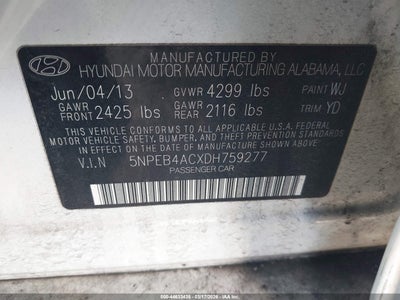 MANUFACTURED BY
HYUNDAI MOTOR MANUFACTURING ALABAMA, LLC
Jun/04/13 GVWR 4299 lbs PAINT WJ
GAWR FRONT 2425 lbs GAWR REAR 2116 lbs TRIM YD
THIS VEHICLE CONFORMS TO ALL APPLICABLE U.S.A. FEDERAL
MOTOR VEHICLE SAFETY, BUMPER, AND THEFT PREVENTION
STANDARDS IN EFFECT ON THE DATE OF MANUFACTURE SHOWN ABOVE.
V.I.N 5NPEB4ACXDH759277
PASSENGER CAR